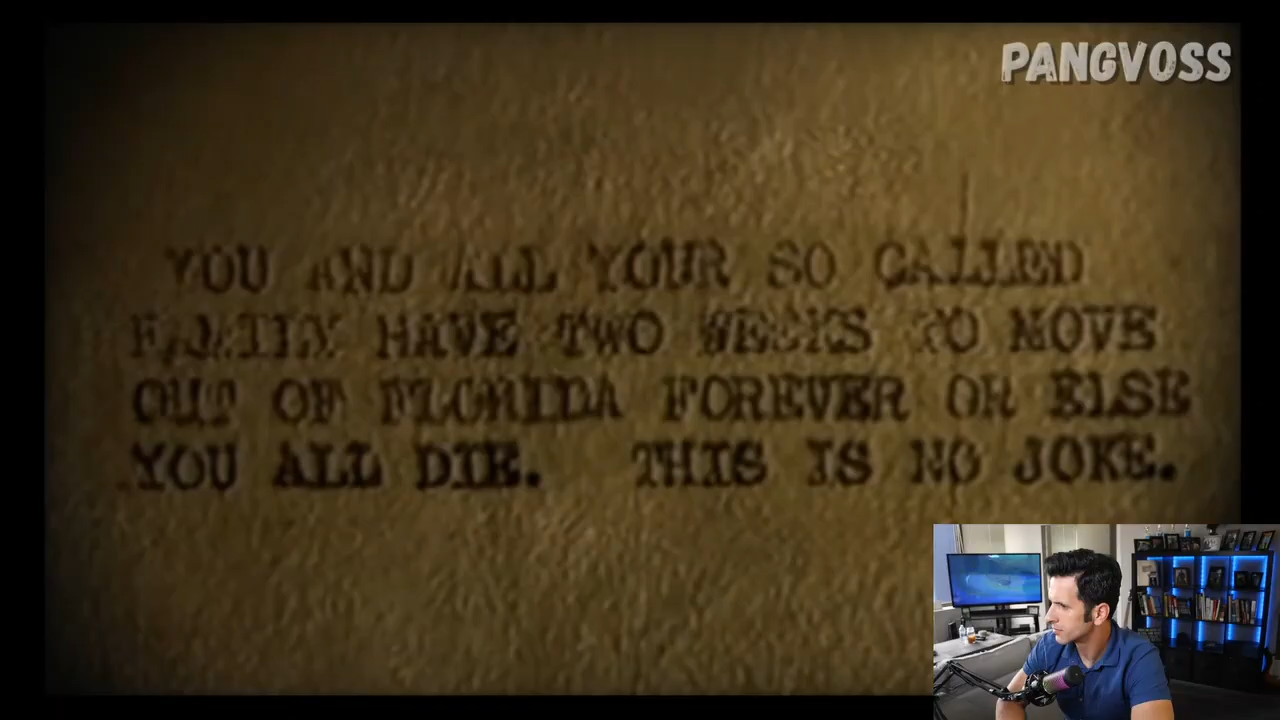 PANGVOSS
YOU AND ALL YOUR SO CALLED
FAMILY HAVE TWO WEEKS TO MOVE
OUT OF FLORIDA FOREVER OR ELSE
YOU ALL DIE. THIS IS NO JOKE.